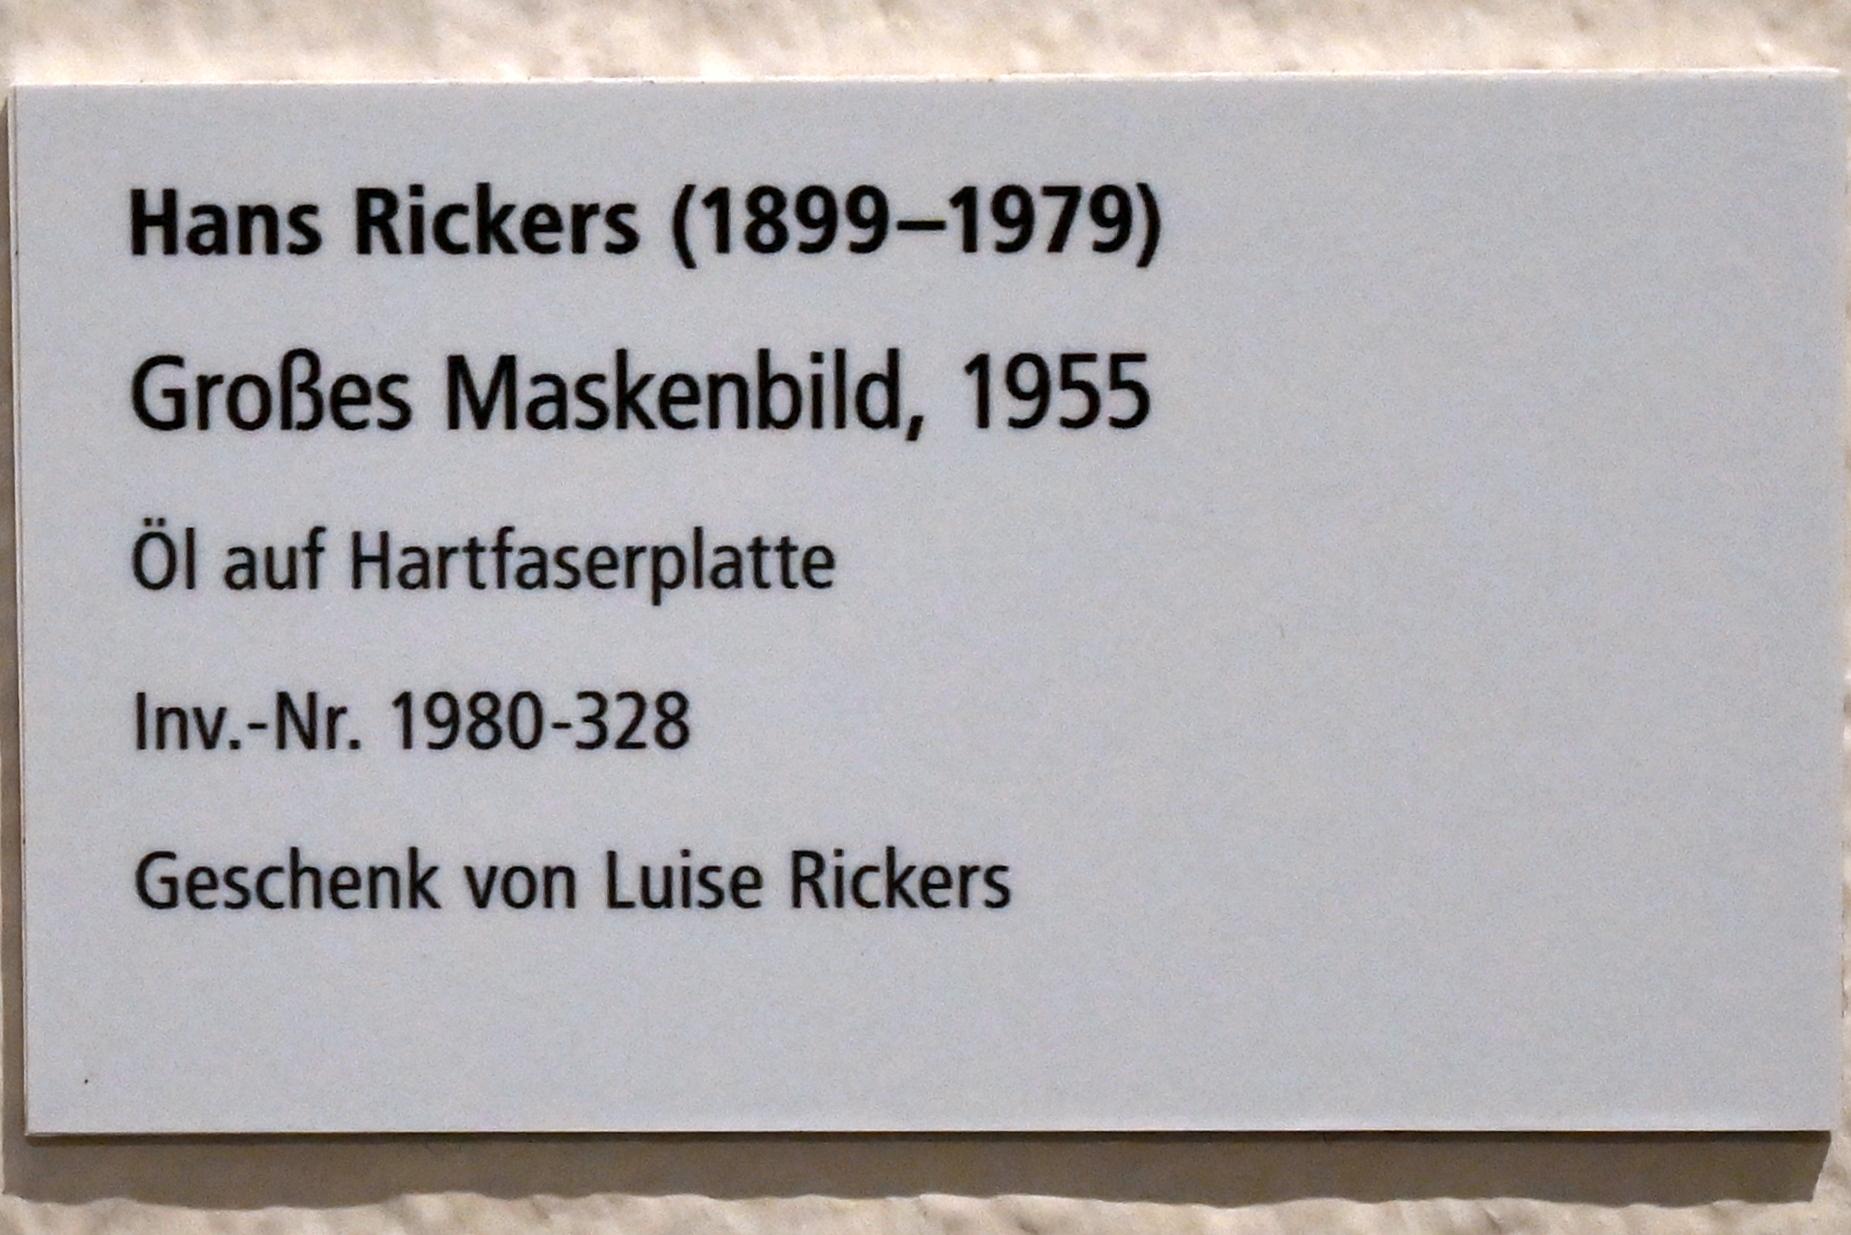 Hans Rickers (1899–1979)
Großes Maskenbild, 1955
Öl auf Hartfaserplatte
Inv.-Nr. 1980-328
Geschenk von Luise Rickers